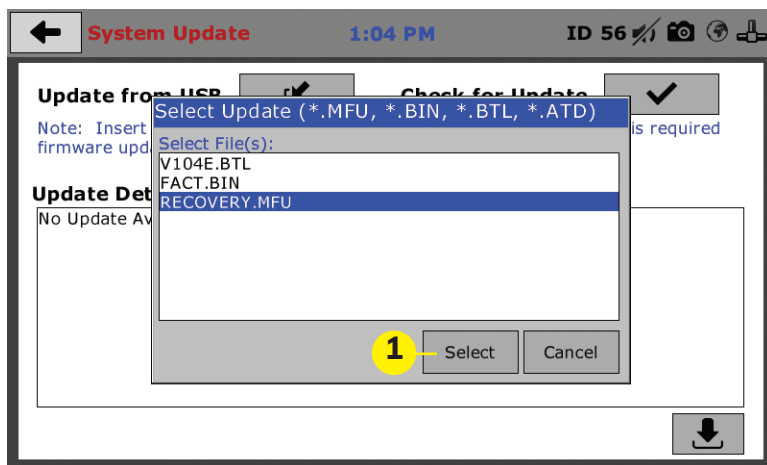 System Update 1:04 PM ID 56
Update from USB Check for Update
Select Update (*.MFU, *.BIN, *.BTL, *.ATD)
Note: Insert is required
firmware upd
Select File(s):
V104E.BTL
FACT.BIN
RECOVERY.MFU
Update Det
No Update Av
1 Select Cancel